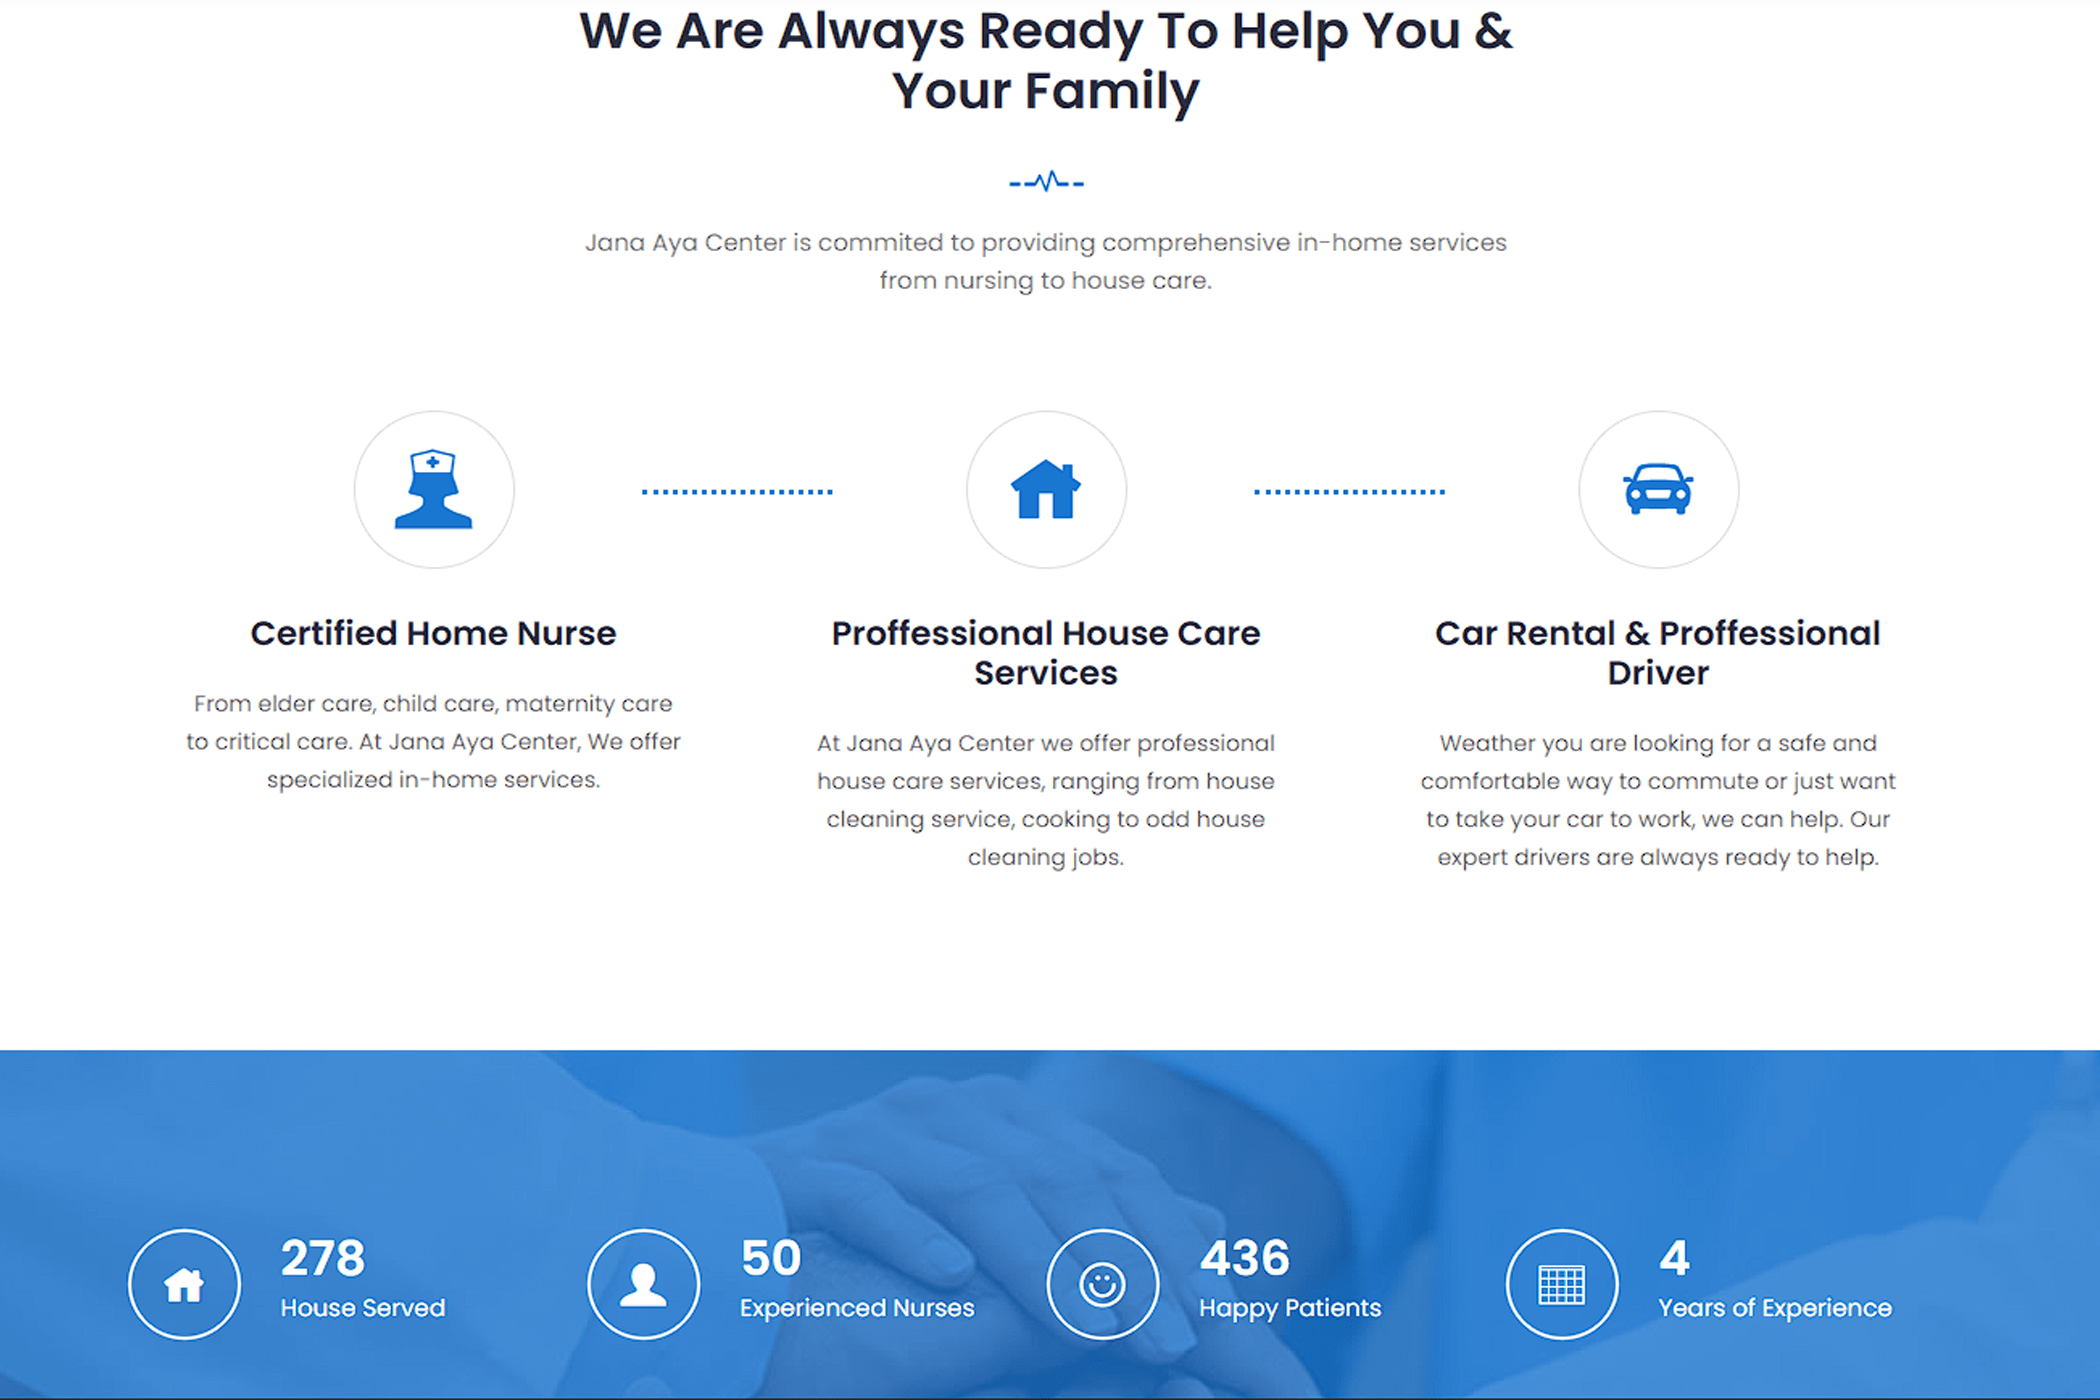 We Are Always Ready To Help You &
Your Family
Jana Aya Center is commited to providing comprehensive in-home services
from nursing to house care.
Certified Home Nurse
From elder care, child care, maternity care
to critical care. At Jana Aya Center, We offer
specialized in-home services.
Proffessional House Care
Services
At Jana Aya Center we offer professional
house care services, ranging from house
cleaning service, cooking to odd house
cleaning jobs.
Car Rental & Proffessional
Driver
Weather you are looking for a safe and
comfortable way to commute or just want
to take your car to work, we can help. Our
expert drivers are always ready to help.
278
House Served
50
Experienced Nurses
436
Happy Patients
4
Years of Experience